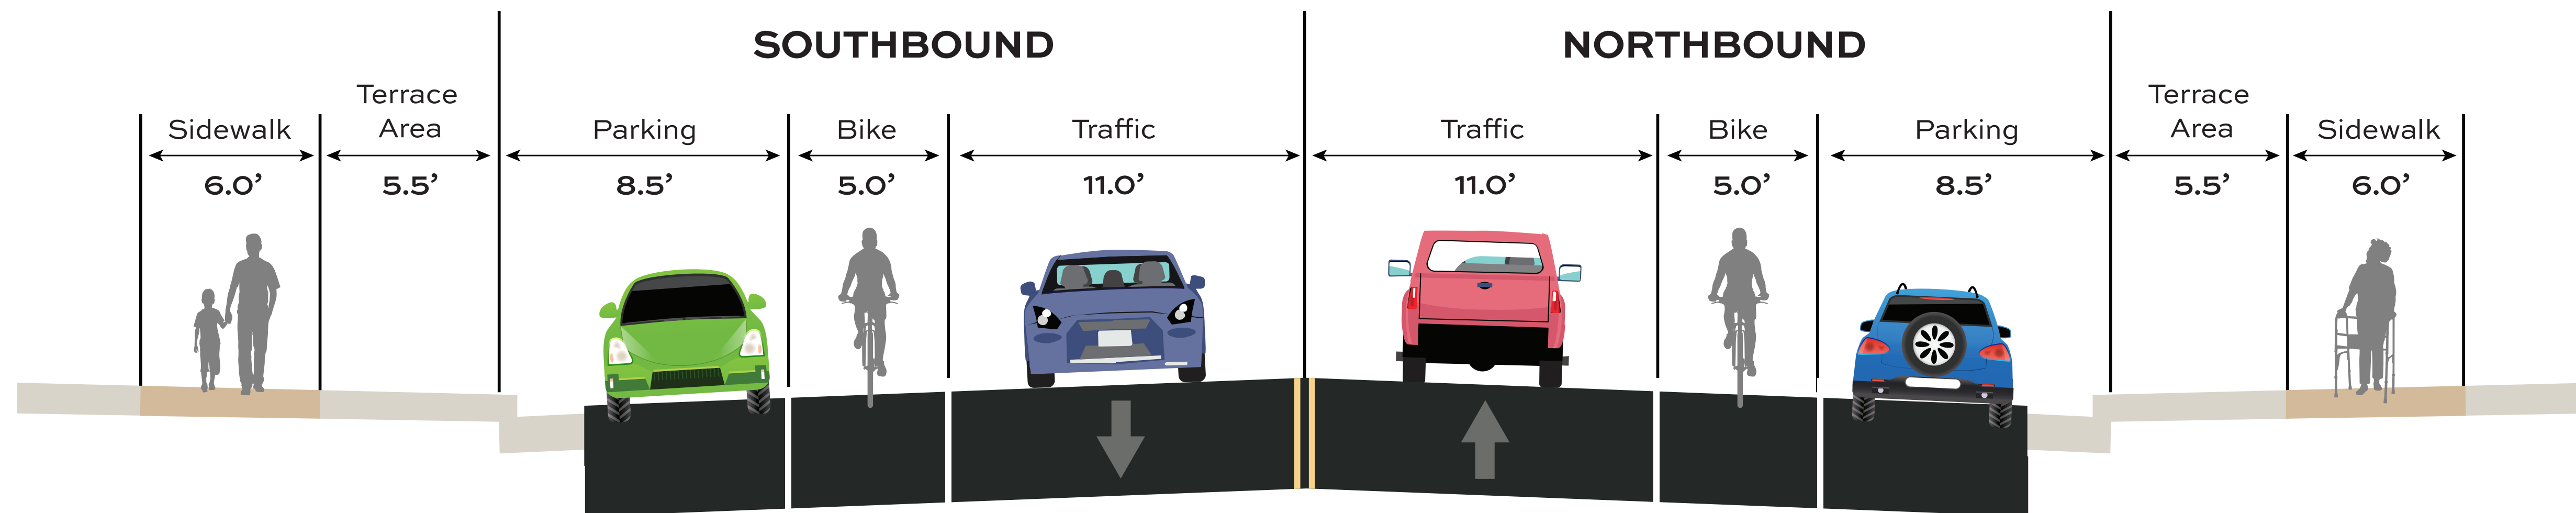 SOUTHBOUND
NORTHBOUND
Sidewalk
6.0’
Terrace
Area
5.5’
Parking
8.5’
Bike
5.0’
Traffic
11.0’
Traffic
11.0’
Bike
5.0’
Parking
8.5’
Terrace
Area
5.5’
Sidewalk
6.0’